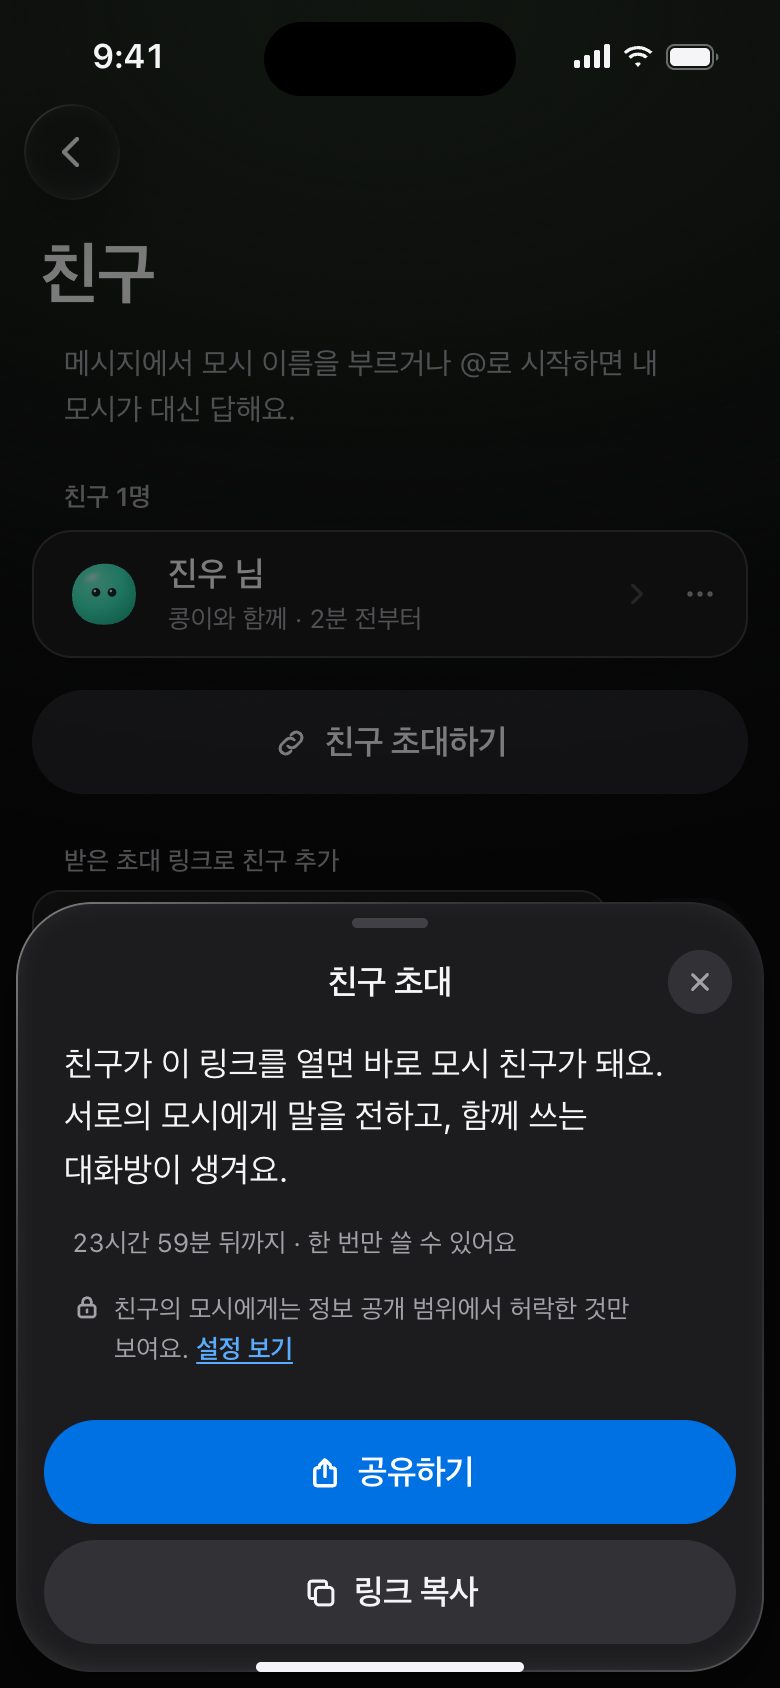 9:41
친구
메시지에서 모시 이름을 부르거나 @로 시작하면 내
모시가 대신 답해요.
친구 1명
진우 님
콩이와 함께 · 2분 전부터
친구 초대하기
받은 초대 링크로 친구 추가
친구 초대
친구가 이 링크를 열면 바로 모시 친구가 돼요.
서로의 모시에게 말을 전하고, 함께 쓰는
대화방이 생겨요.
23시간 59분 뒤까지 · 한 번만 쓸 수 있어요
친구의 모시에게는 정보 공개 범위에서 허락한 것만
보여요. 설정 보기
공유하기
링크 복사